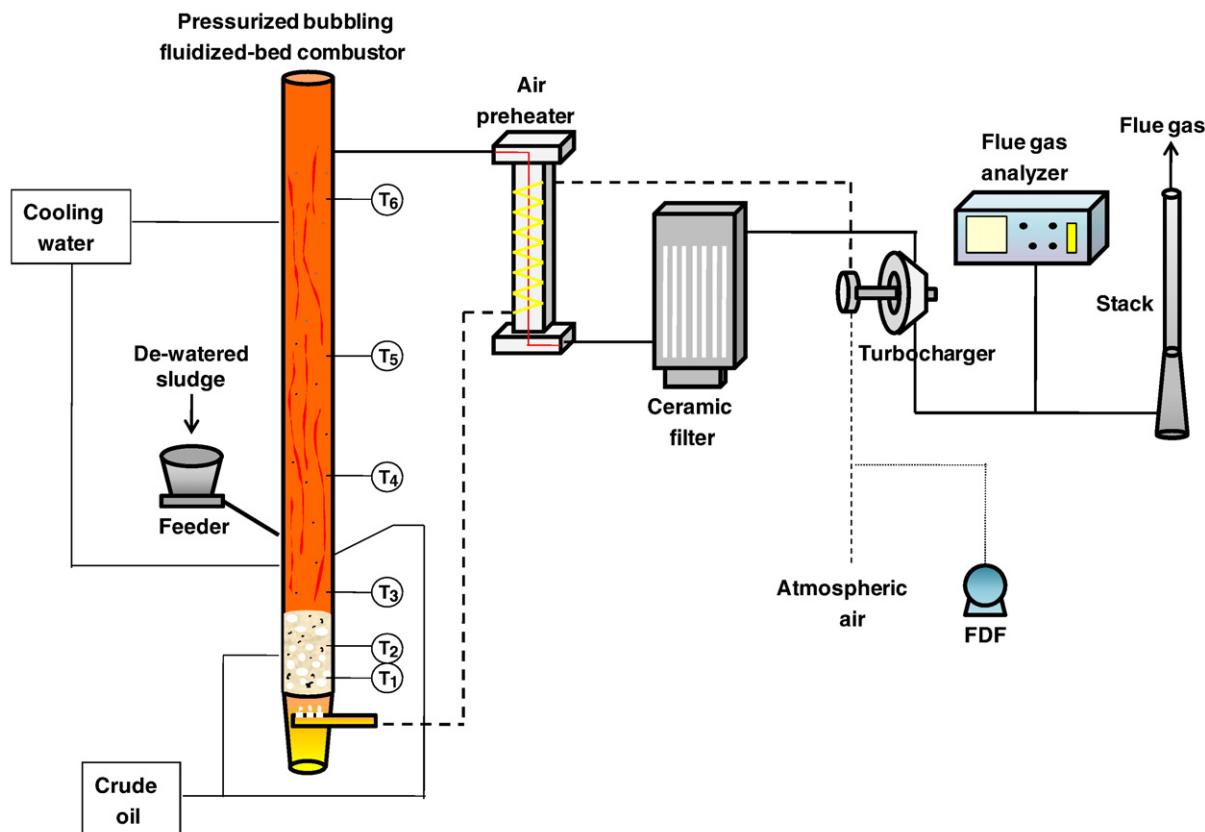 Pressurized bubbling
fluidized-bed combustor
Air
preheater
Flue gas
analyzer
Flue gas
Cooling
water
T6
De-watered
sludge
T5
Stack
Turbocharger
Ceramic
filter
T4
Feeder
T3
Atmospheric
air
FDF
T2
T1
Crude
oil